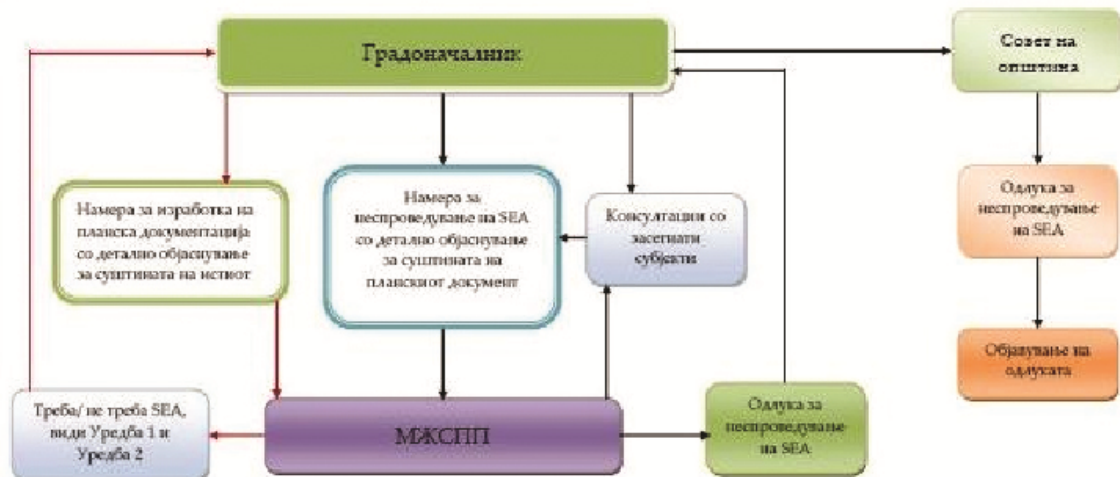 Градоначалник
Совет на
општина
Намера за изработка на
планска документација
со детално објаснување
за суштината на истиот
Намера за
неспроведување на SEA
со детално објаснување
за суштината на
планскиот документ
Консултации со
засегнати
субјекти
Одлука за
неспроведување
на SEA
Објавување на
одлуката
Треба/ не треба SEA,
види Уредба 1 и
Уредба 2
МЖСПП
Одлука за
неспроведување
на SEA